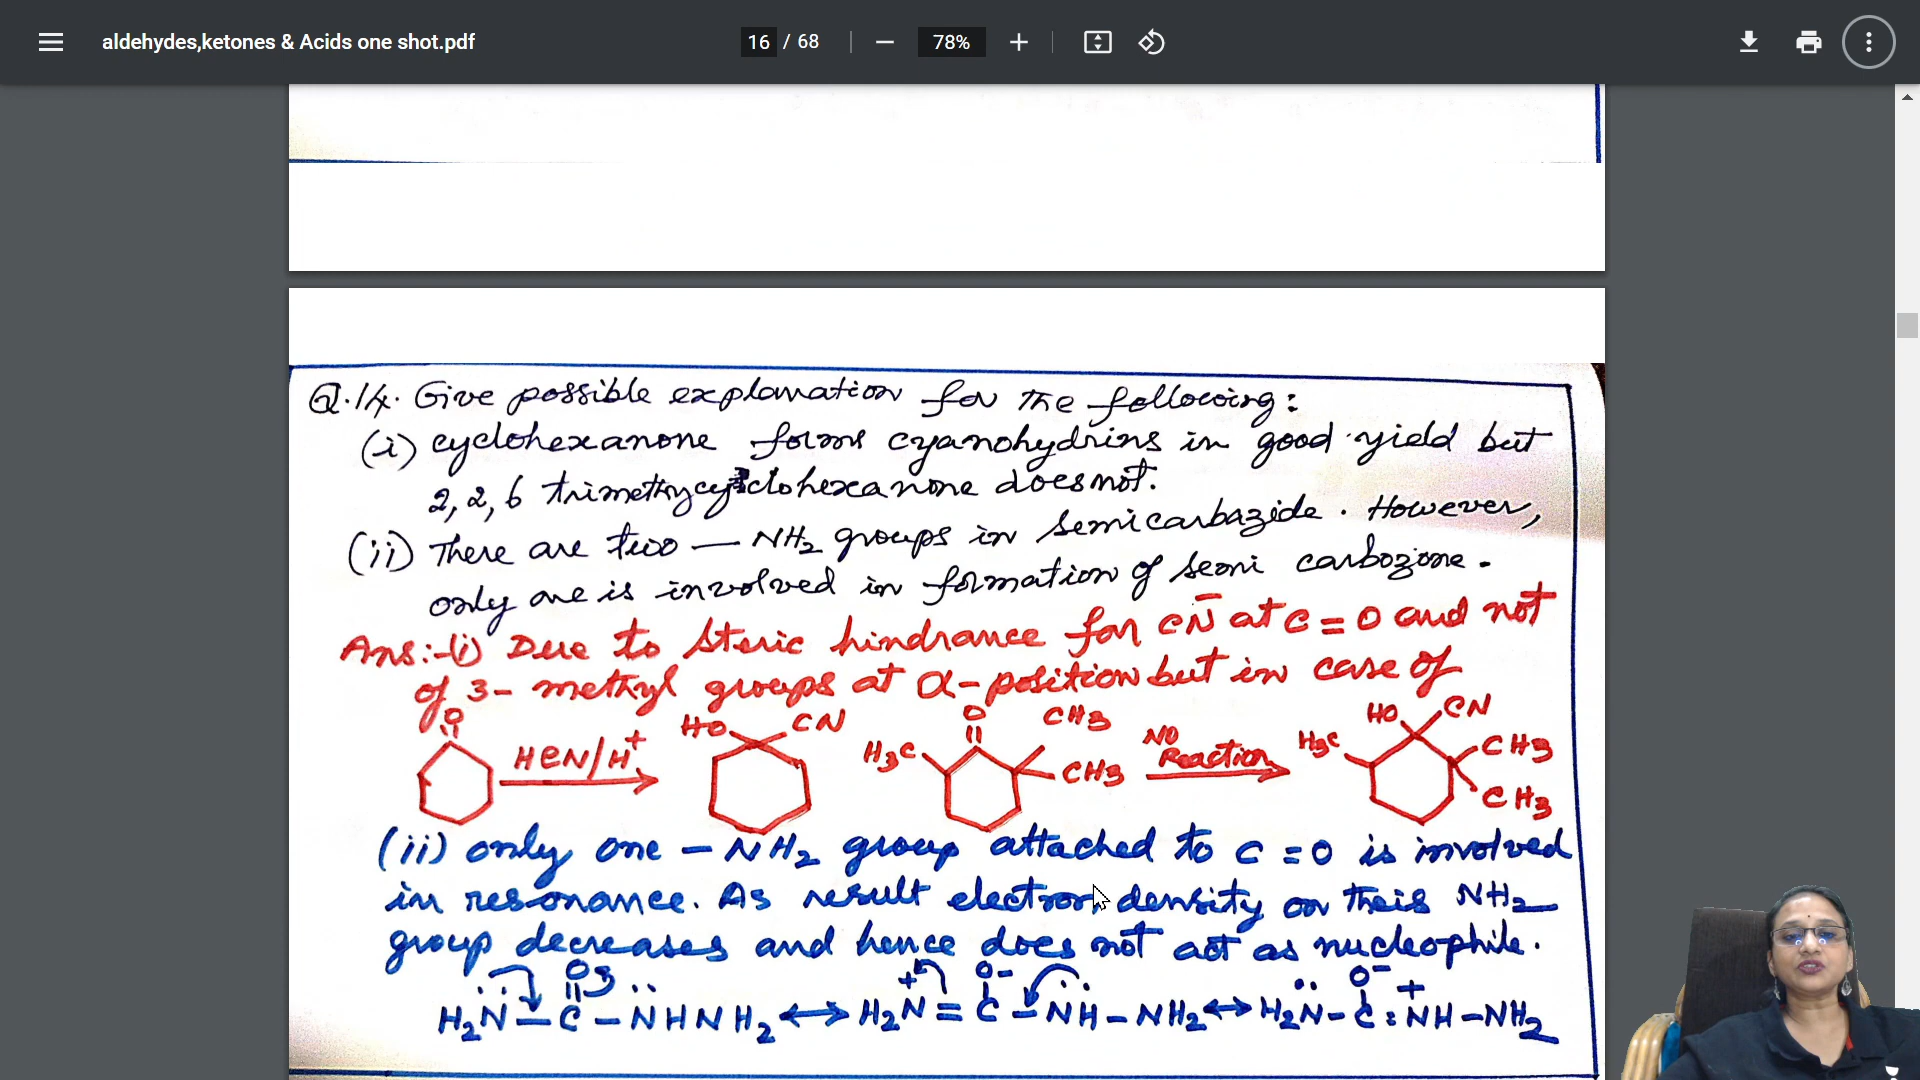 aldehydes,ketones & Acids one shot.pdf
16 / 68
78%
Q.14. Give possible explanation for the following:
(i) cyclohexanone forms cyanohydrins in good yield but
2,2,6 trimethycyclohexanone does not.
(ii) There are two —NH2 groups in semicarbazide. However,
only one is involved in formation of semi carbozone.
Ans:-(i) Due to steric hindrance for CN⁻ at C=O and not
of 3-methyl groups at α-position but in case of
O
HCN/H⁺
HO CN
O
H3C
CH3
CH3
NO Reaction
HO CN
H3C
CH3
CH3
(ii) only one -NH2 group attached to C=O is involved
in resonance. As result electron density on this NH2
group decreases and hence does not act as nucleophile.
O O⁻ O⁻
H2N̈ – C – N̈HNH2 ↔ H2N⁺ = C – N̈H – NH2 ↔ H2N̈ – C = N⁺H – NH2